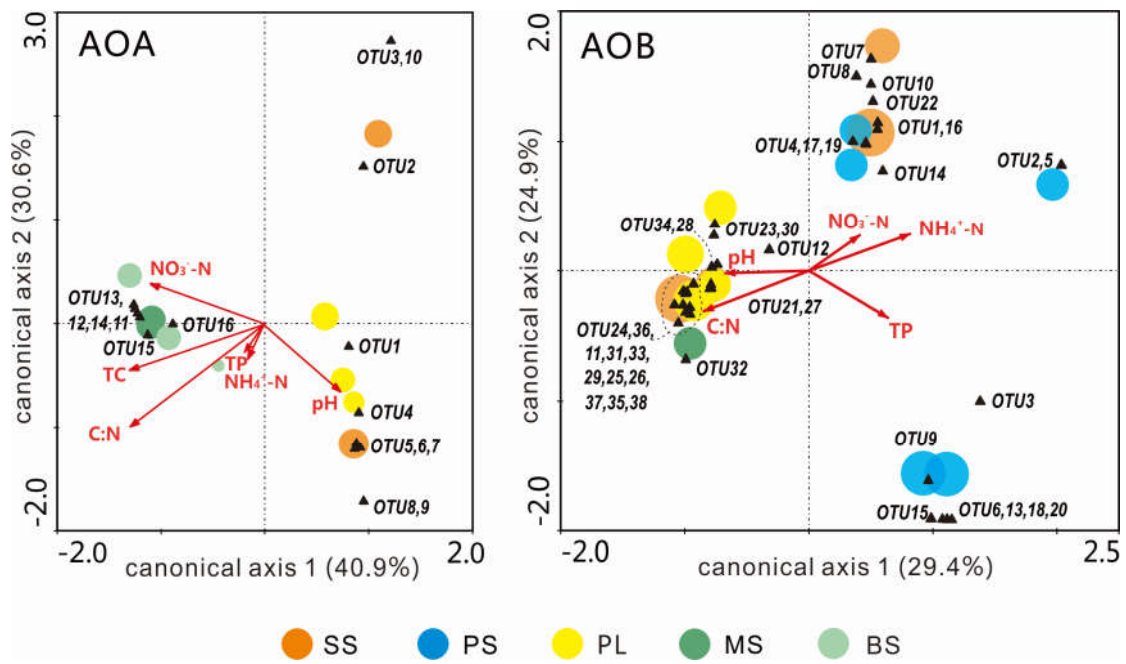 AOA
3.0
-2.0
canonical axis 2 (30.6%)
OTU3,10
OTU2
NO₃⁻-N
OTU13,
12,14,11
OTU16
OTU15
TC
TP
NH₄⁺-N
C:N
pH
OTU1
OTU4
OTU5,6,7
OTU8,9
-2.0
2.0
canonical axis 1 (40.9%)
AOB
2.0
-2.0
canonical axis 2 (24.9%)
OTU7
OTU8
OTU10
OTU22
OTU1,16
OTU4,17,19
OTU14
OTU2,5
OTU34,28
OTU23,30
OTU12
NO₃⁻-N
NH₄⁺-N
pH
C:N
OTU21,27
TP
OTU24,36,
11,31,33,
29,25,26,
37,35,38
OTU32
OTU3
OTU9
OTU15
OTU6,13,18,20
-2.0
2.5
canonical axis 1 (29.4%)
SS
PS
PL
MS
BS